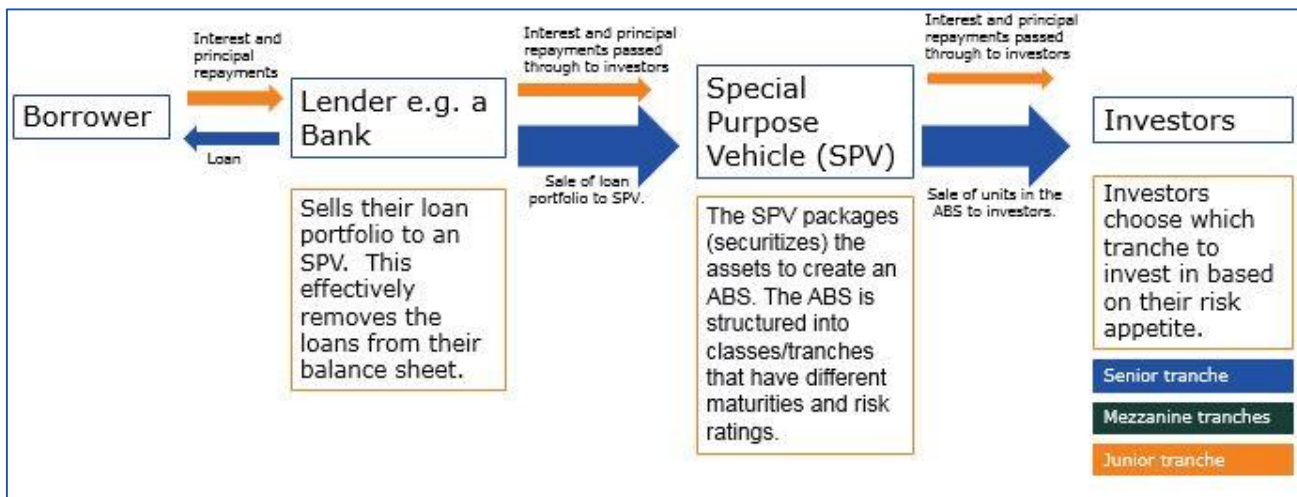 Interest and
principal
repayments
Interest and principal
repayments passed
through to investors
Interest and principal
repayments passed
through to investors
Borrower
Lender e.g. a
Bank
Special
Purpose
Vehicle (SPV)
Investors
Loan
Sale of loan
portfolio to SPV.
Sale of units in the
ABS to investors.
Sells their loan
portfolio to an
SPV. This
effectively
removes the
loans from their
balance sheet.
The SPV packages
(securitizes) the
assets to create an
ABS. The ABS is
structured into
classes/tranches
that have different
maturities and risk
ratings.
Investors
choose which
tranche to
invest in based
on their risk
appetite.
Senior tranche
Mezzanine tranches
Junior tranche